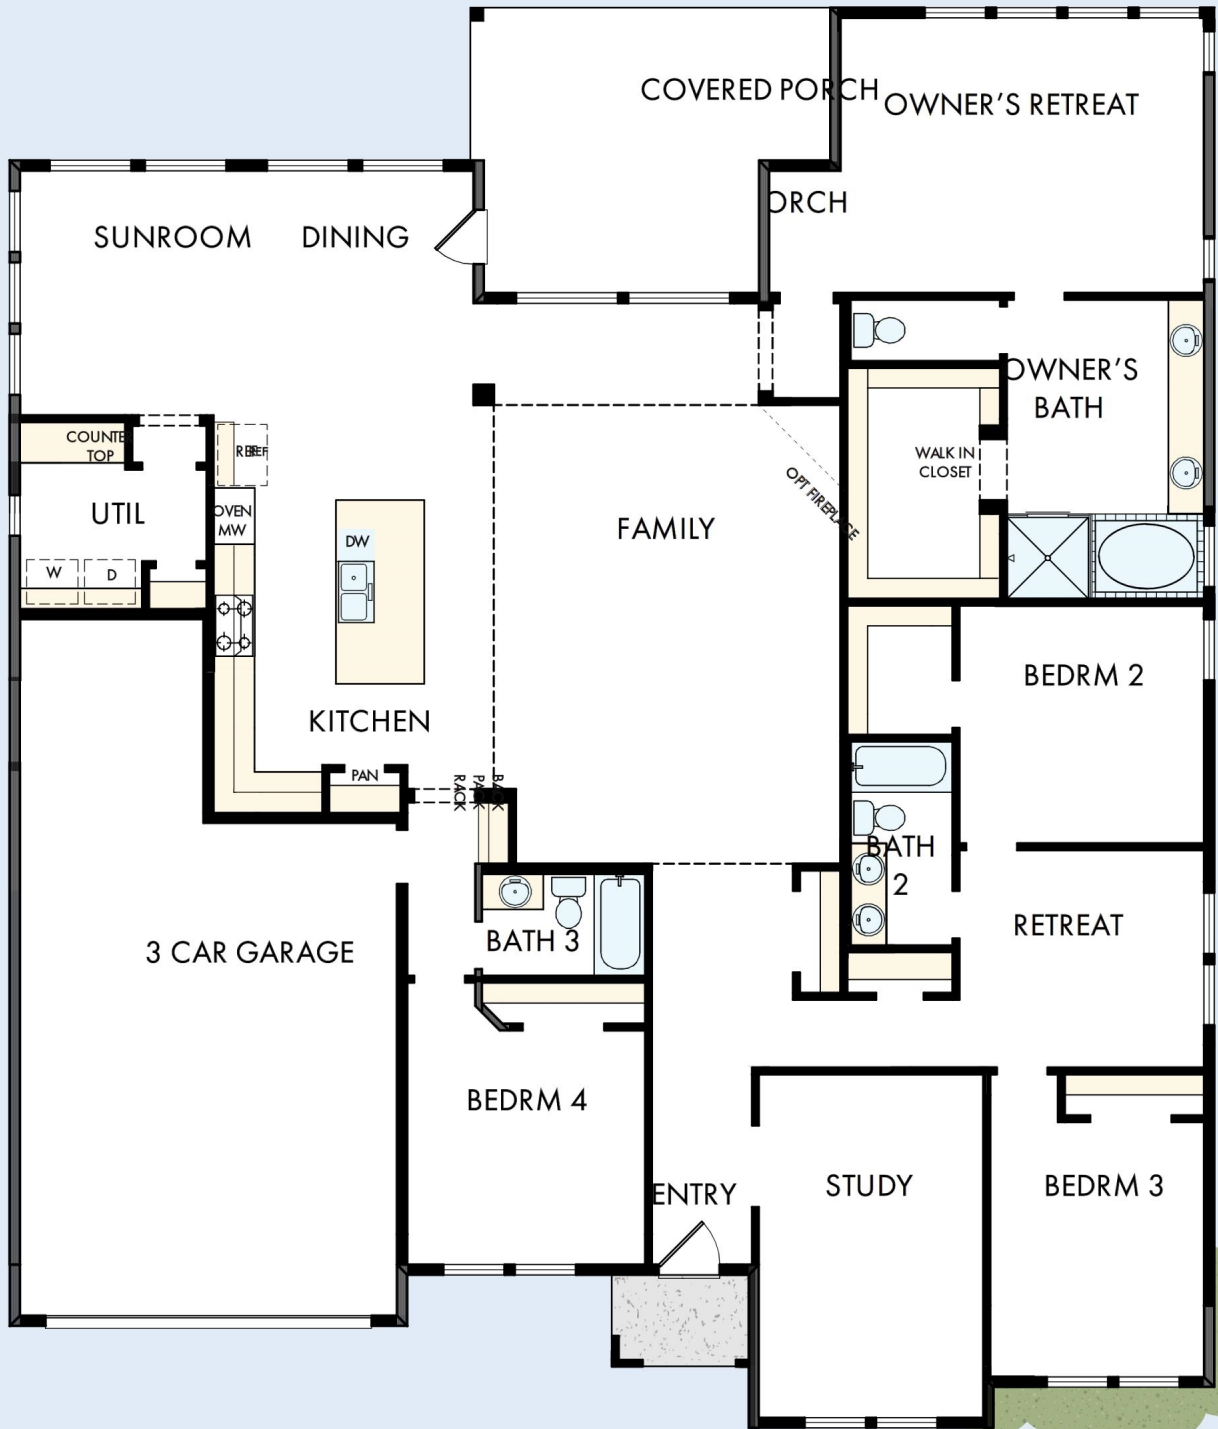 COVERED PORCH
OWNER'S RETREAT
ORCH
SUNROOM
DINING
OWNER'S
BATH
COUNTE
TOP
REF
WALK IN
CLOSET
OPT FIREPLACE
UTIL
OVEN
MW
DW
FAMILY
W
D
BEDRM 2
KITCHEN
PAN
BACK
PACK
RACK
BATH
2
3 CAR GARAGE
BATH 3
RETREAT
BEDRM 4
ENTRY
STUDY
BEDRM 3